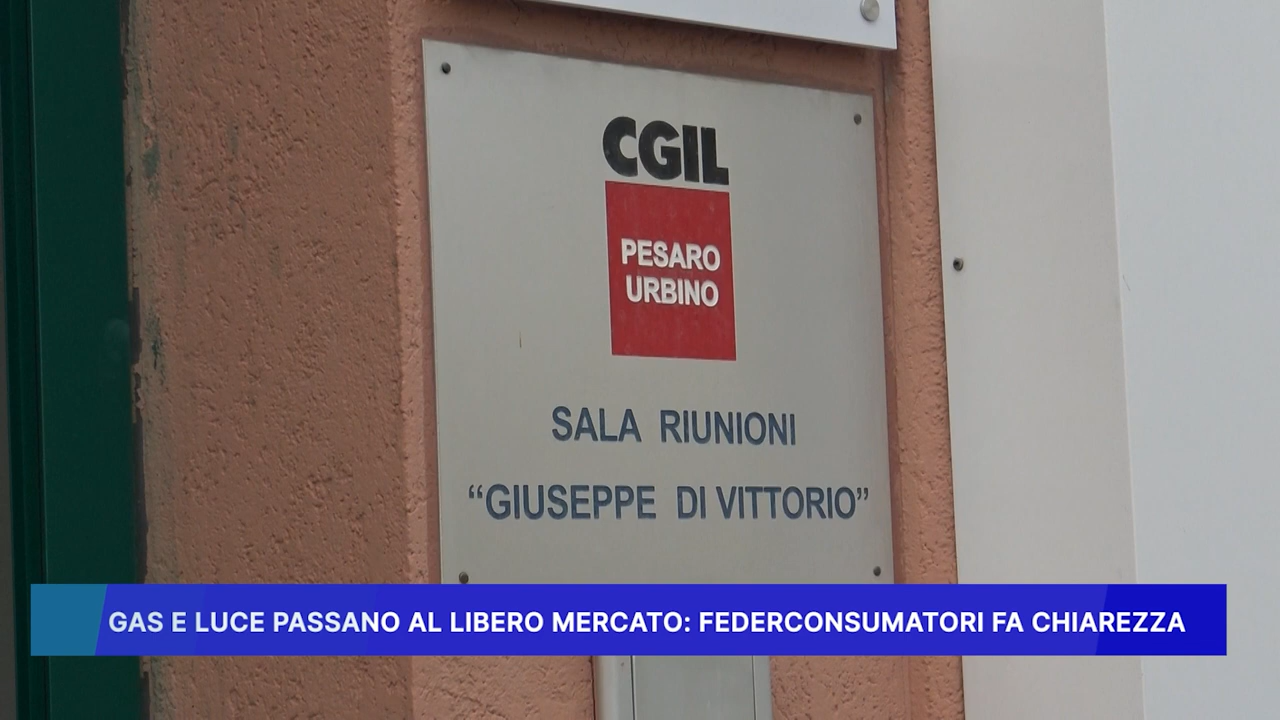 CGIL
PESARO
URBINO
SALA RIUNIONI
“GIUSEPPE DI VITTORIO”
GAS E LUCE PASSANO AL LIBERO MERCATO: FEDERCONSUMATORI FA CHIAREZZA